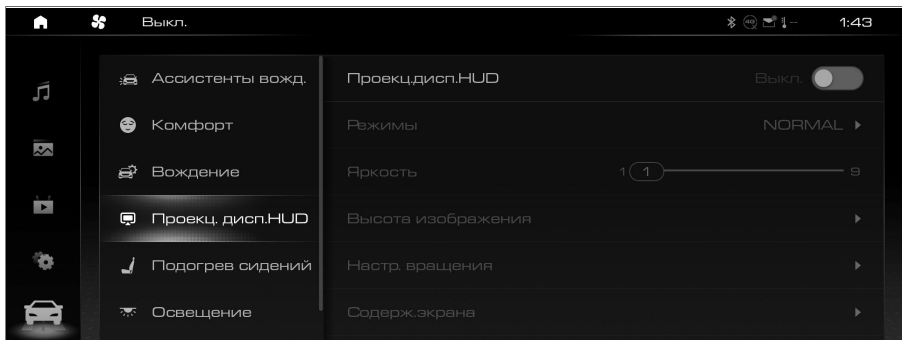 Выкл. 4G -- 1:43
Ассистенты вожд.
Проекц.дисп.HUD Выкл.
Комфорт
Режимы NORMAL
Вождение
Яркость 1 1 9
Проекц. дисп.HUD
Высота изображения
Подогрев сидений
Настр. вращения
Освещение
Содерж.экрана